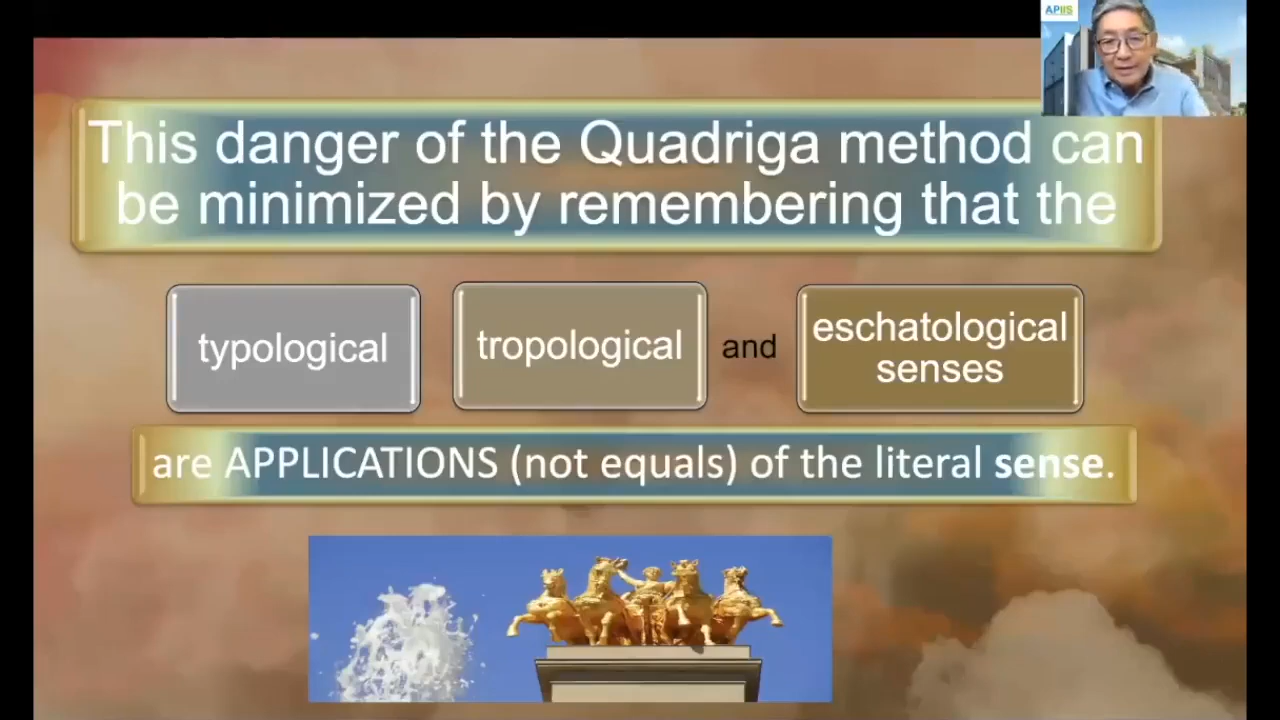 APIIS
This danger of the Quadriga method can
be minimized by remembering that the
typological
tropological
and
eschatological
senses
are APPLICATIONS (not equals) of the literal sense.